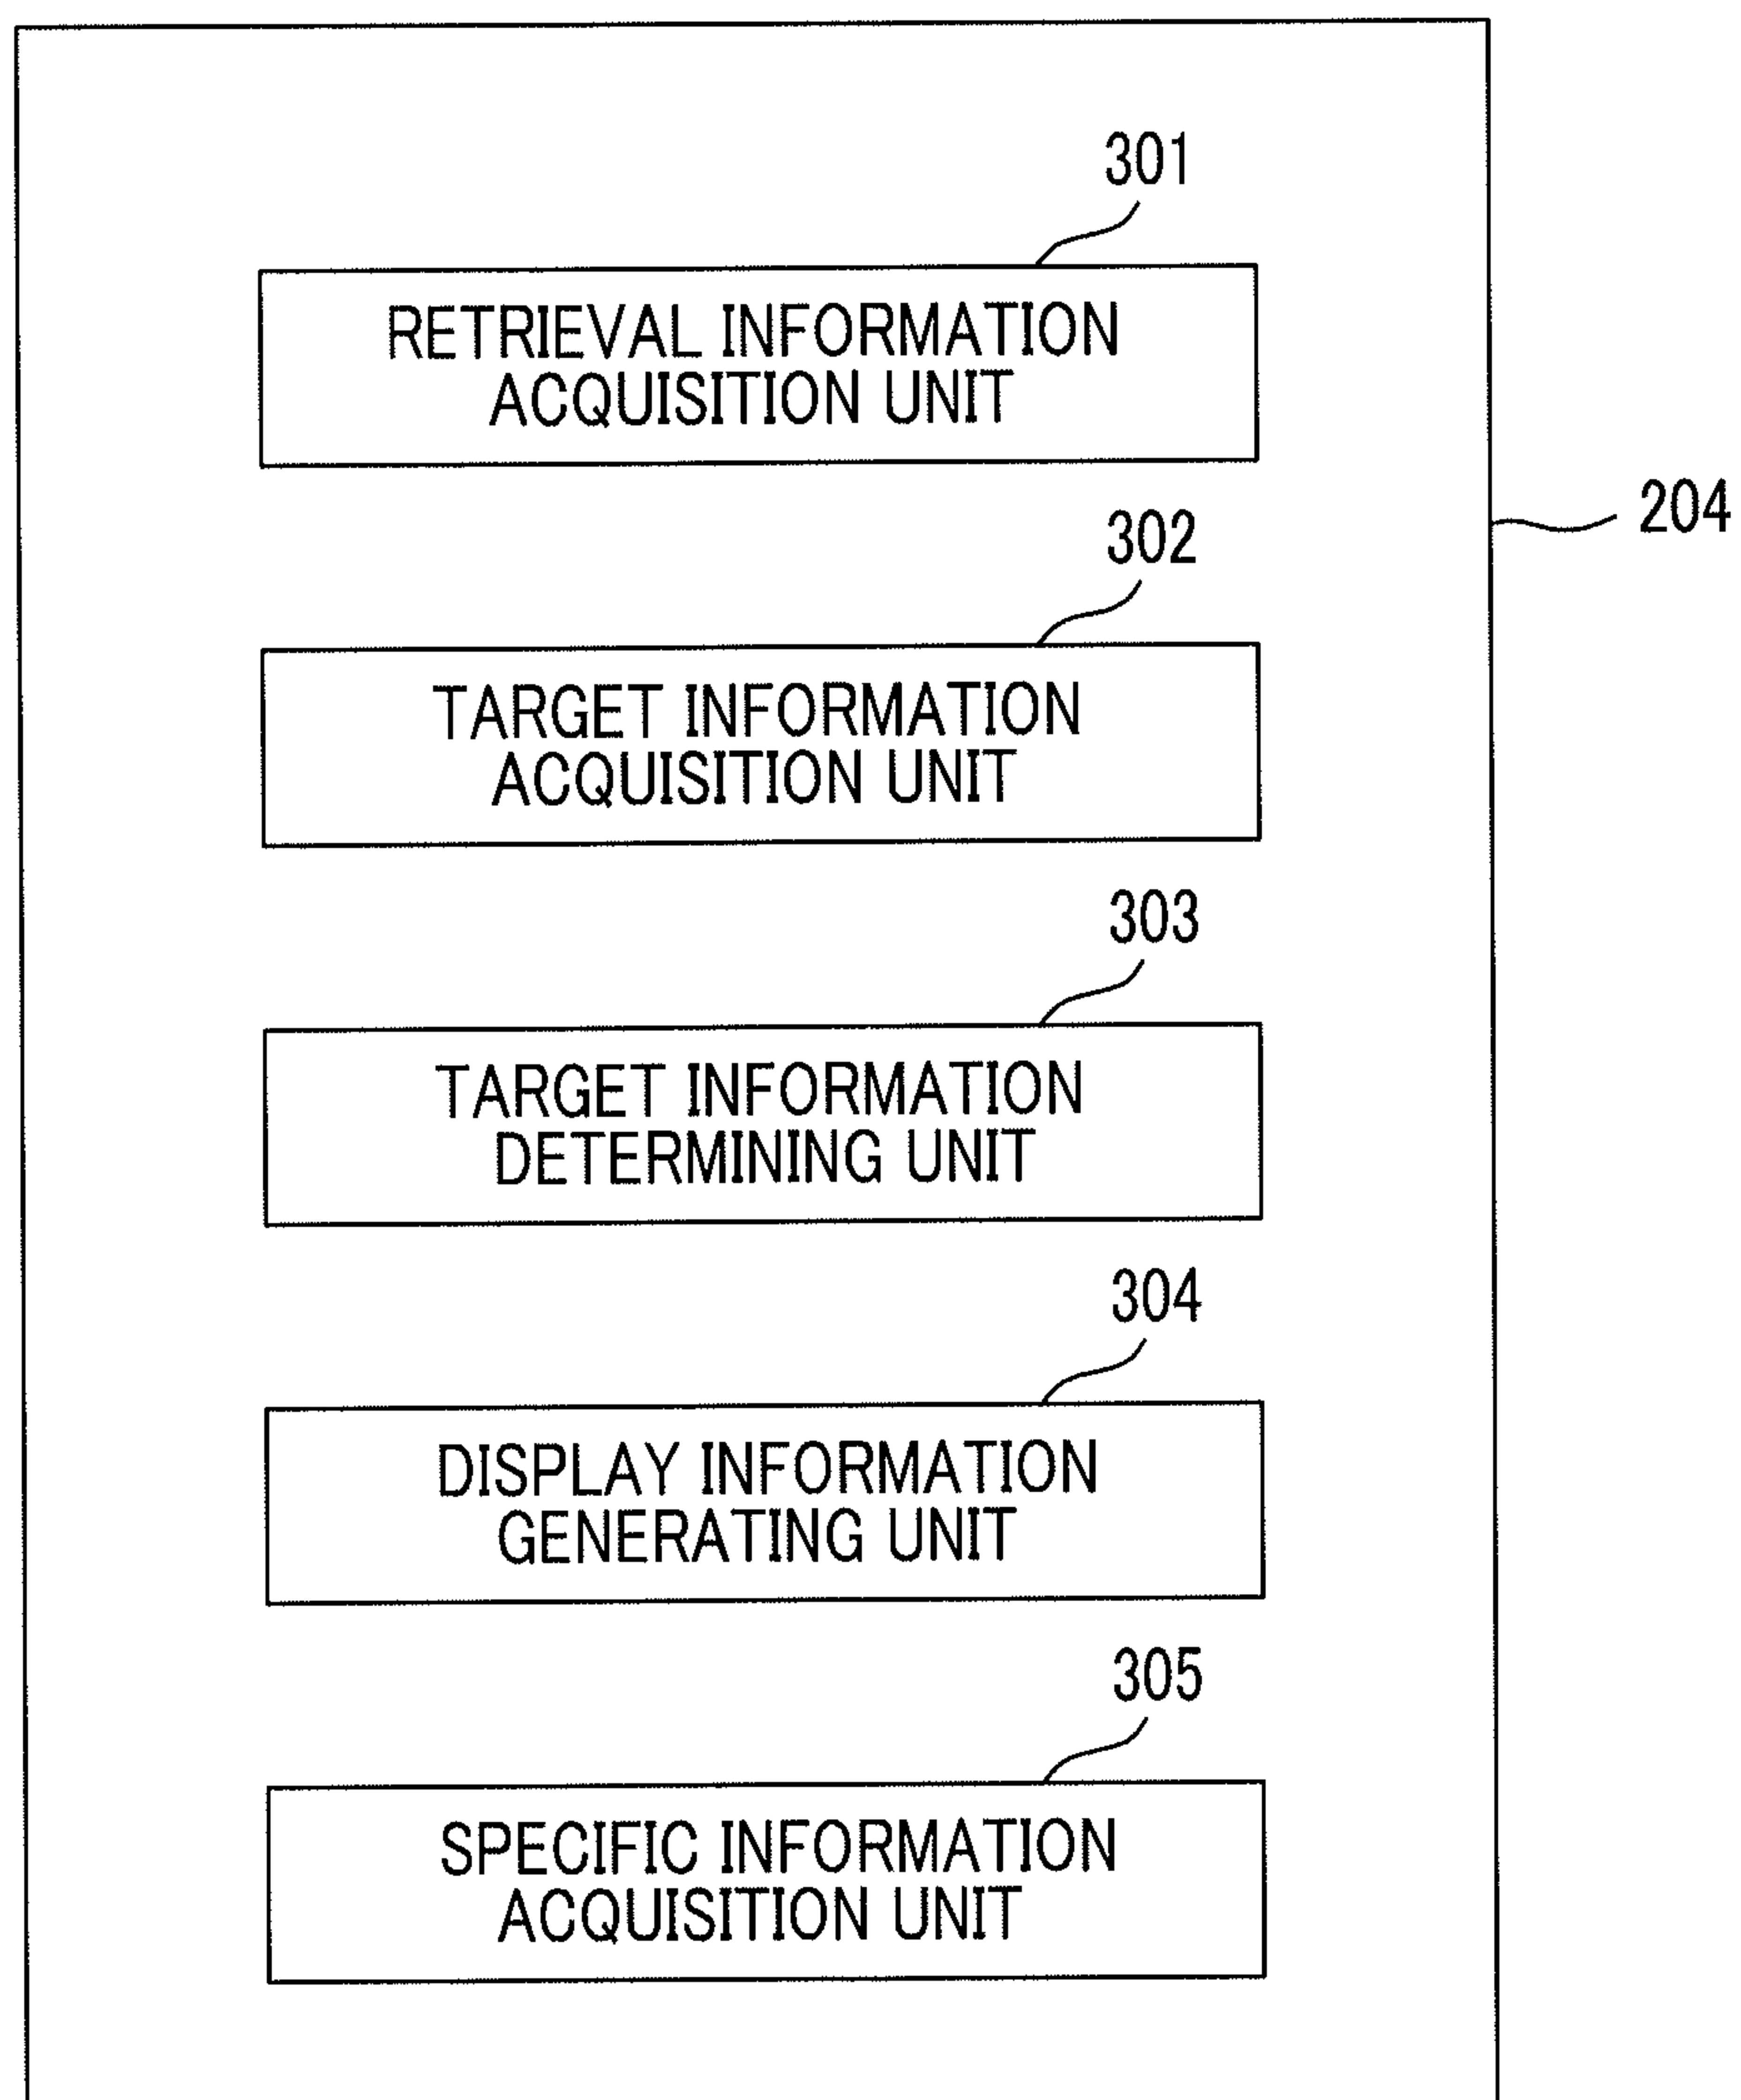 301
RETRIEVAL INFORMATION
ACQUISITION UNIT
204
302
TARGET INFORMATION
ACQUISITION UNIT
303
TARGET INFORMATION
DETERMINING UNIT
304
DISPLAY INFORMATION
GENERATING UNIT
305
SPECIFIC INFORMATION
ACQUISITION UNIT